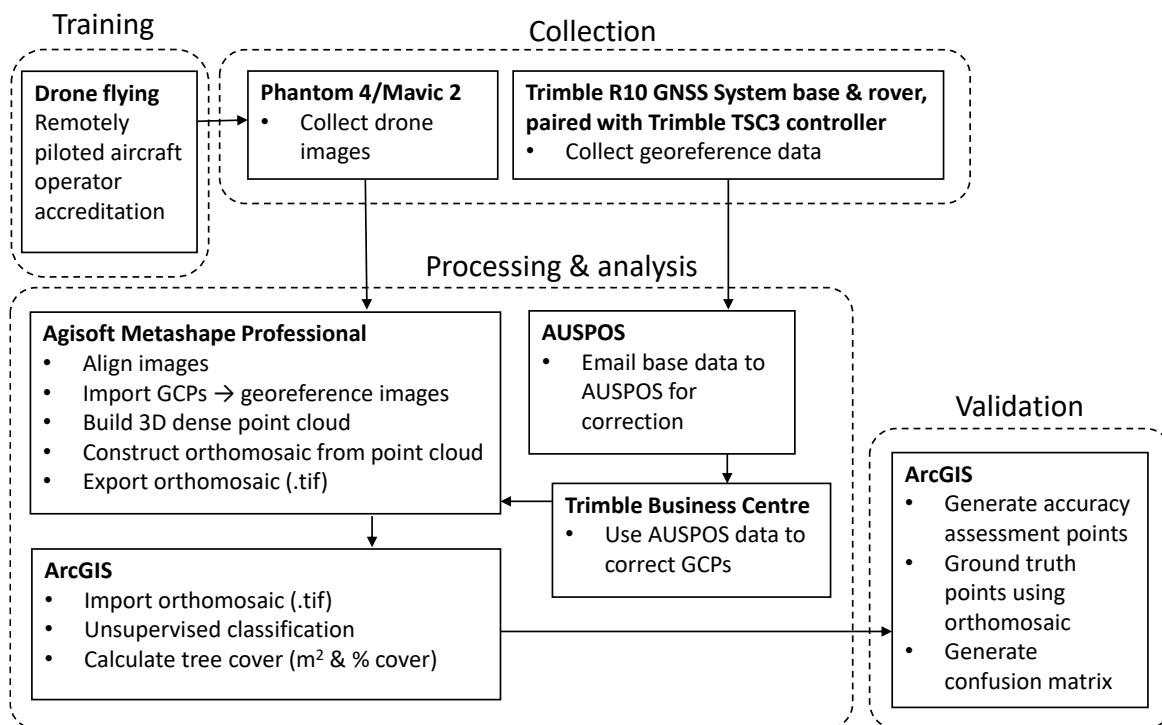 Training
Drone flying
Remotely
piloted aircraft
operator
accreditation
Collection
Phantom 4/Mavic 2
• Collect drone
images
Trimble R10 GNSS System base & rover,
paired with Trimble TSC3 controller
• Collect georeference data
Processing & analysis
Agisoft Metashape Professional
• Align images
• Import GCPs → georeference images
• Build 3D dense point cloud
• Construct orthomosaic from point cloud
• Export orthomosaic (.tif)
AUSPOS
• Email base data to
AUSPOS for
correction
Trimble Business Centre
• Use AUSPOS data to
correct GCPs
ArcGIS
• Import orthomosaic (.tif)
• Unsupervised classification
• Calculate tree cover (m² & % cover)
Validation
ArcGIS
• Generate accuracy
assessment points
• Ground truth
points using
orthomosaic
• Generate
confusion matrix